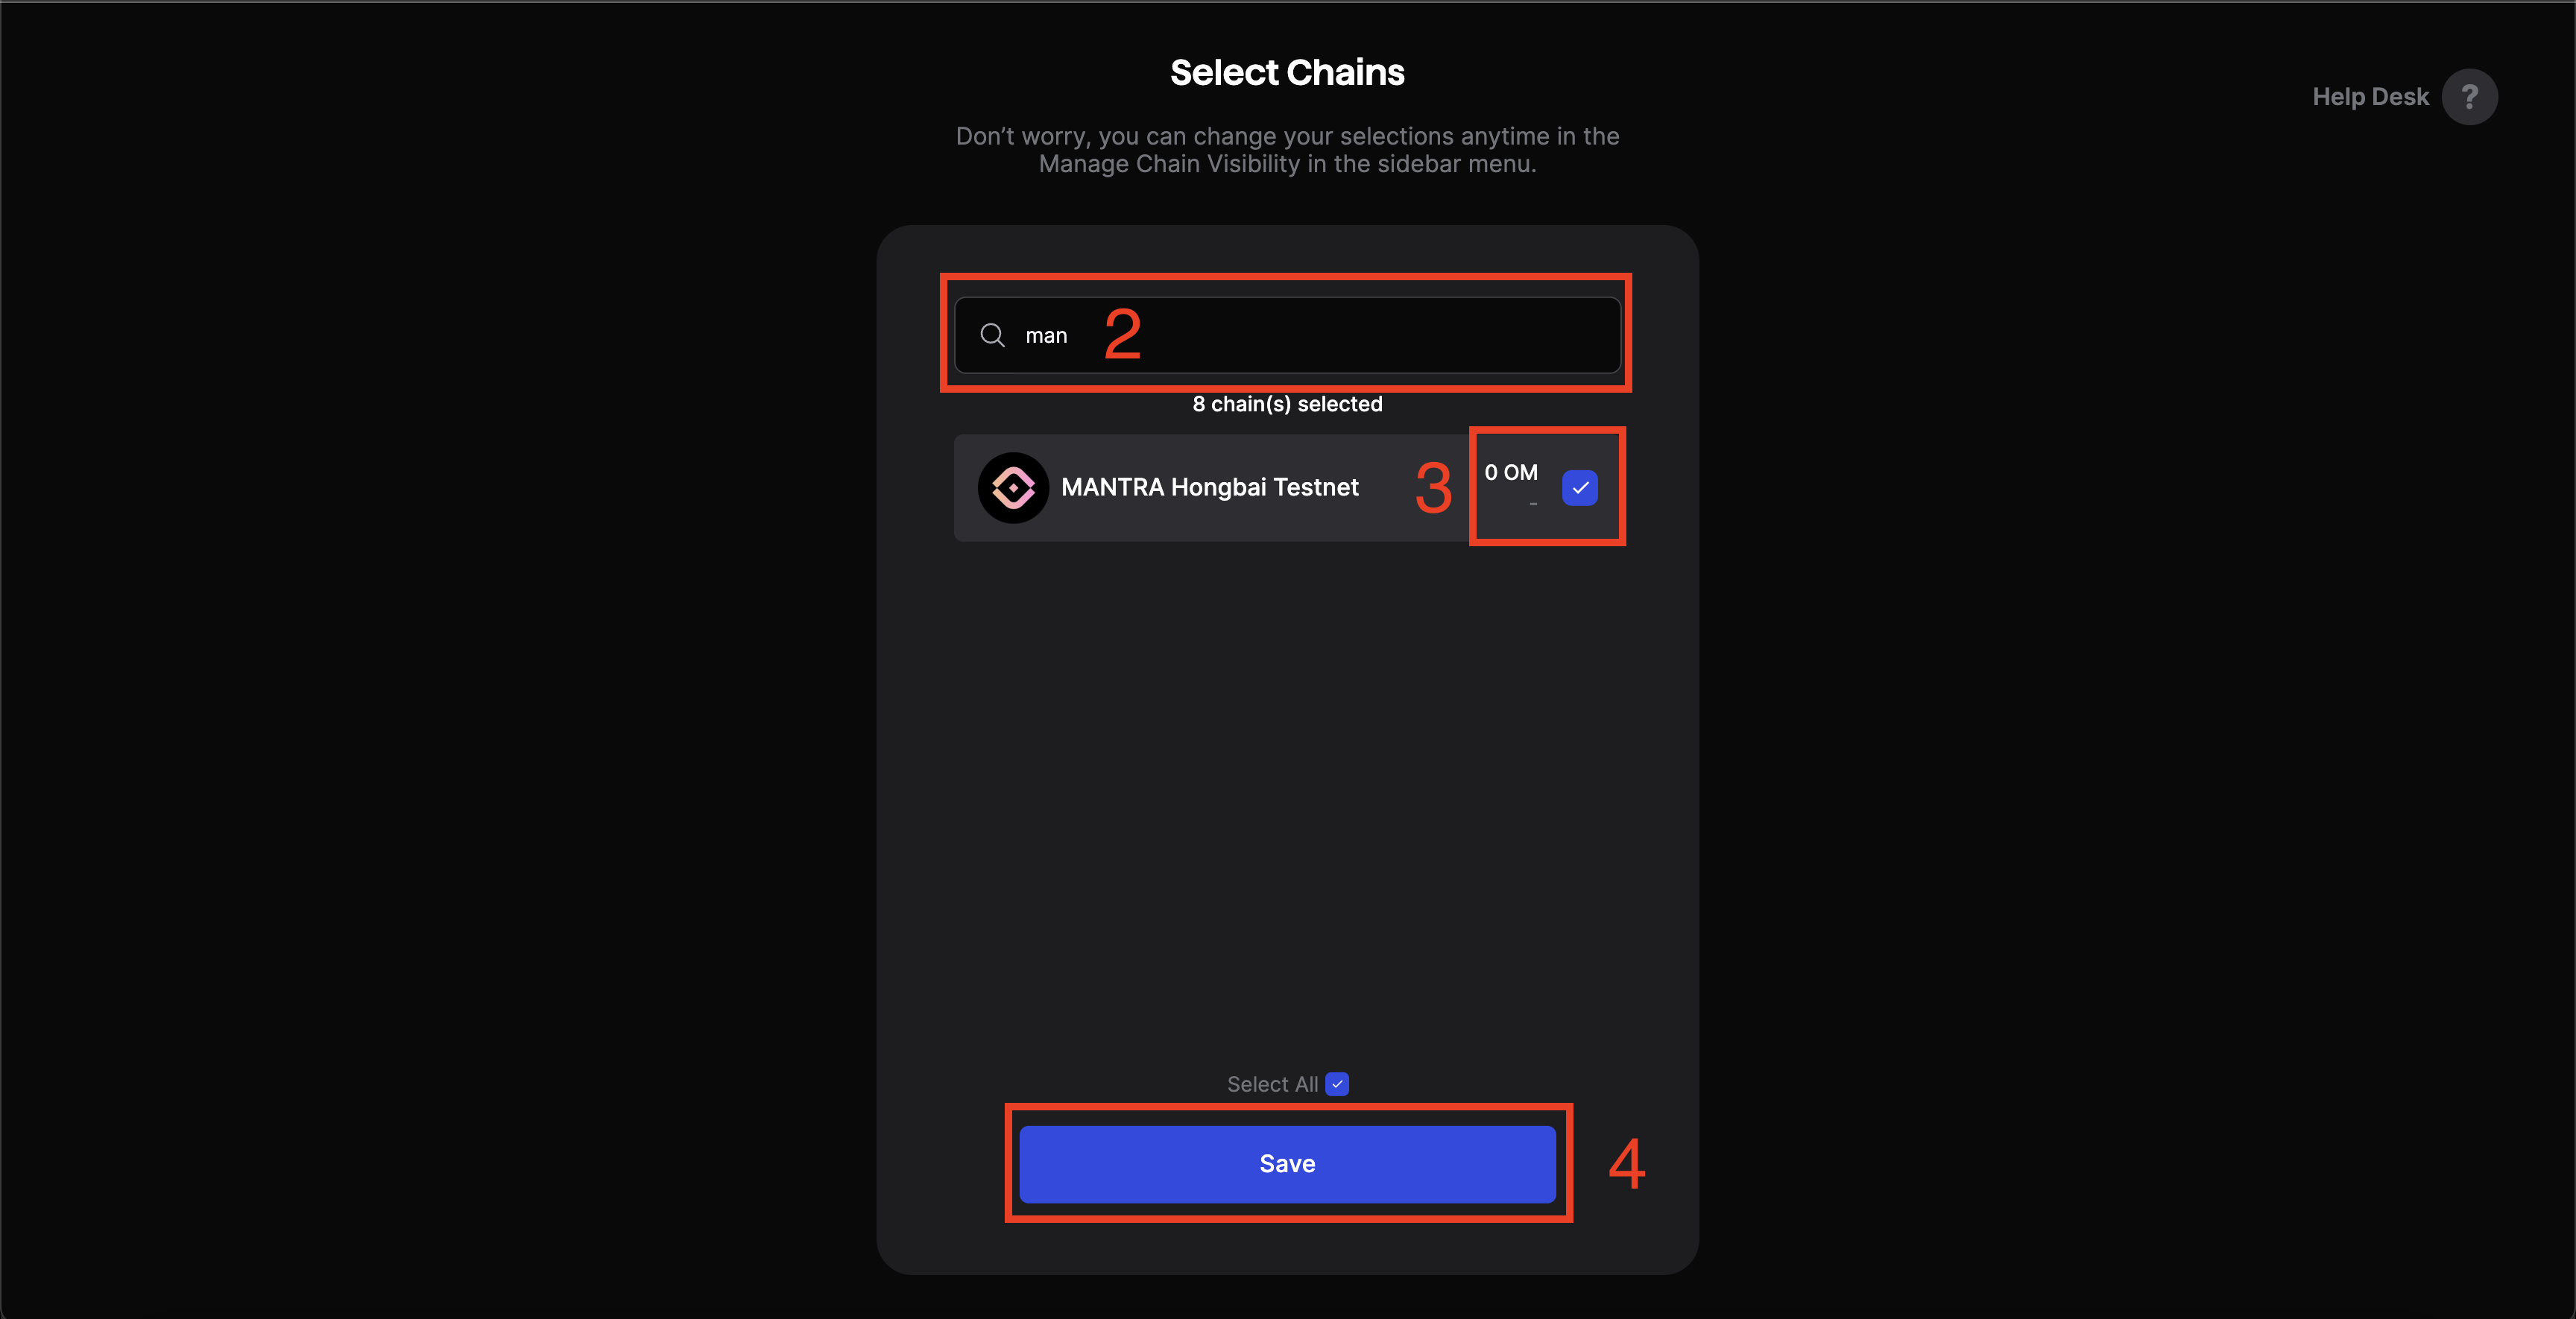 Select Chains
Help Desk ?
Don’t worry, you can change your selections anytime in the
Manage Chain Visibility in the sidebar menu.
man 2
8 chain(s) selected
MANTRA Hongbai Testnet 3 0 OM
-
Select All
Save 4